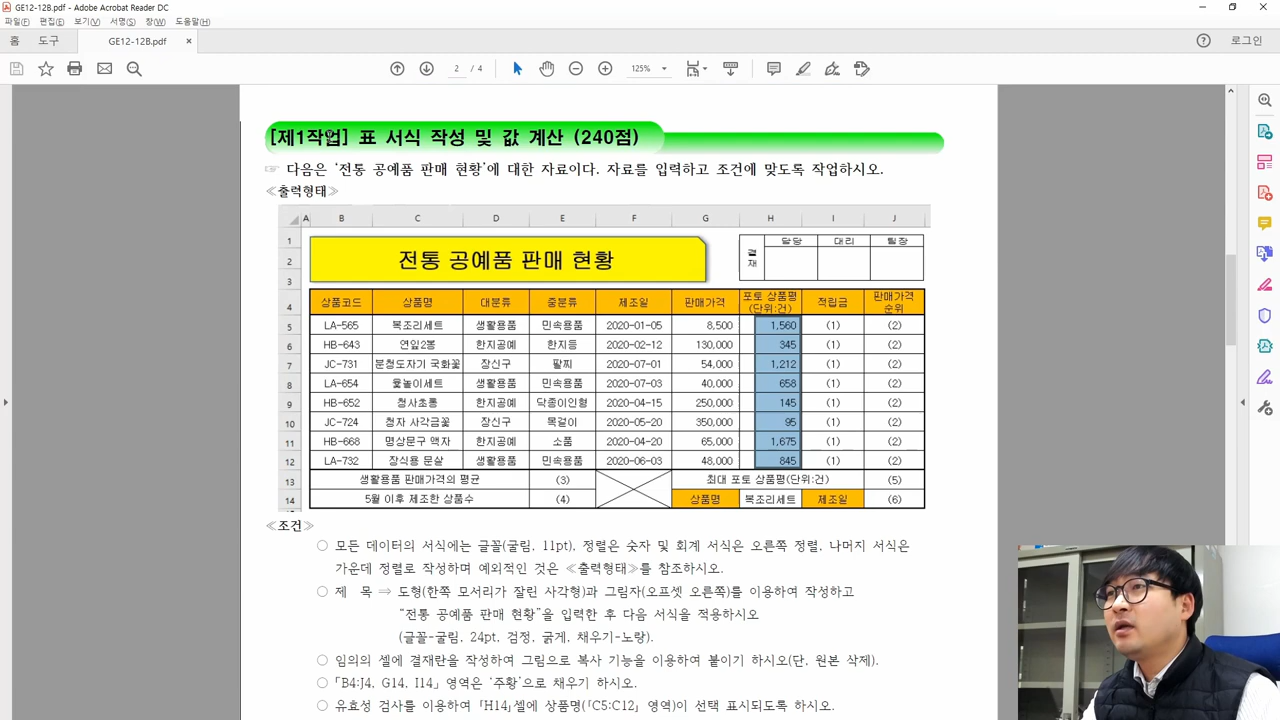 GE12-12B.pdf - Adobe Acrobat Reader DC
파일(F) 편집(E) 보기(V) 서명(S) 창(W) 도움말(H)
홈 도구 GE12-12B.pdf × 로그인
2 / 4 125%
[제1작업] 표 서식 작성 및 값 계산 (240점)
☞ 다음은 '전통 공예품 판매 현황'에 대한 자료이다. 자료를 입력하고 조건에 맞도록 작업하시오.
≪출력형태≫
A B C D E F G H I J
1 담당 대리 팀장
2 전통 공예품 판매 현황 결재
3
4 상품코드 상품명 대분류 중분류 제조일 판매가격 포토 상품명(단위:건) 적립금 판매가격 순위
5 LA-565 복조리세트 생활용품 민속용품 2020-01-05 8,500 1,560 (1) (2)
6 HB-643 연잎2봉 한지공예 한지등 2020-02-12 130,000 345 (1) (2)
7 JC-731 분청도자기 국화꽃 장신구 팔찌 2020-07-01 54,000 1,212 (1) (2)
8 LA-654 윷놀이세트 생활용품 민속용품 2020-07-03 40,000 658 (1) (2)
9 HB-652 청사초롱 한지공예 닥종이인형 2020-04-15 250,000 145 (1) (2)
10 JC-724 청자 사각금꽃 장신구 목걸이 2020-05-20 350,000 95 (1) (2)
11 HB-668 명상문구 액자 한지공예 소품 2020-04-20 65,000 1,675 (1) (2)
12 LA-732 장식용 문살 생활용품 민속용품 2020-06-03 48,000 845 (1) (2)
13 생활용품 판매가격의 평균 (3) 최대 포토 상품명(단위:건) (5)
14 5월 이후 제조한 상품수 (4) 상품명 복조리세트 제조일 (6)
≪조건≫
○ 모든 데이터의 서식에는 글꼴(굴림, 11pt), 정렬은 숫자 및 회계 서식은 오른쪽 정렬, 나머지 서식은
가운데 정렬로 작성하며 예외적인 것은 ≪출력형태≫를 참조하시오.
○ 제 목 ⇒ 도형(한쪽 모서리가 잘린 사각형)과 그림자(오프셋 오른쪽)를 이용하여 작성하고
"전통 공예품 판매 현황"을 입력한 후 다음 서식을 적용하시오
(글꼴-굴림, 24pt, 검정, 굵게, 채우기-노랑).
○ 임의의 셀에 결재란을 작성하여 그림으로 복사 기능을 이용하여 붙이기 하시오(단, 원본 삭제).
○ 「B4:J4, G14, I14」 영역은 '주황'으로 채우기 하시오.
○ 유효성 검사를 이용하여 「H14」셀에 상품명(「C5:C12」 영역)이 선택 표시되도록 하시오.